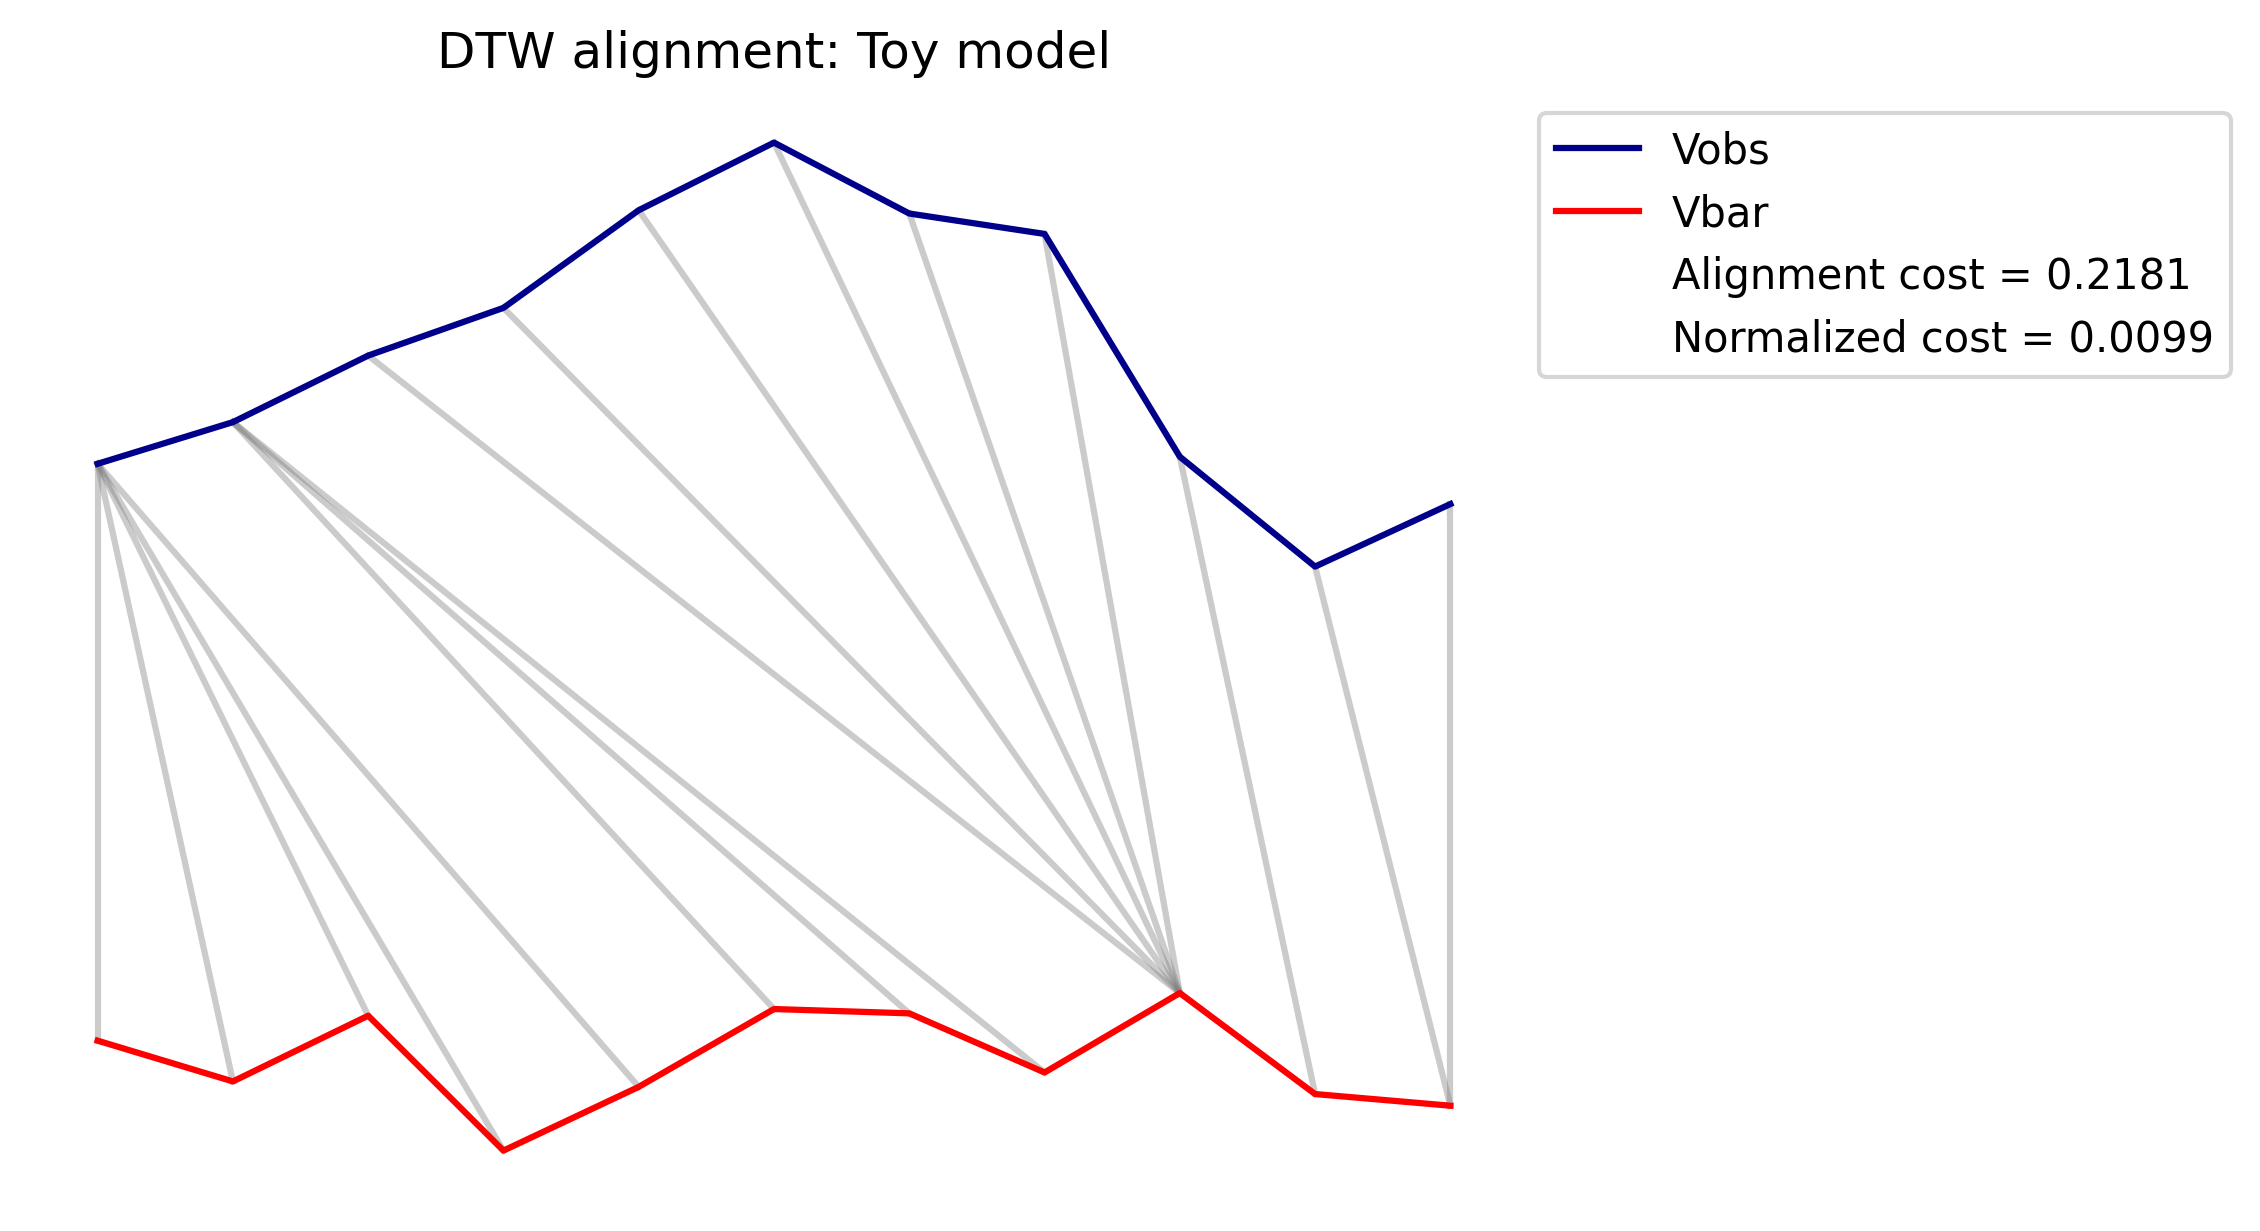 DTW alignment: Toy model
Vobs
Vbar
Alignment cost = 0.2181
Normalized cost = 0.0099